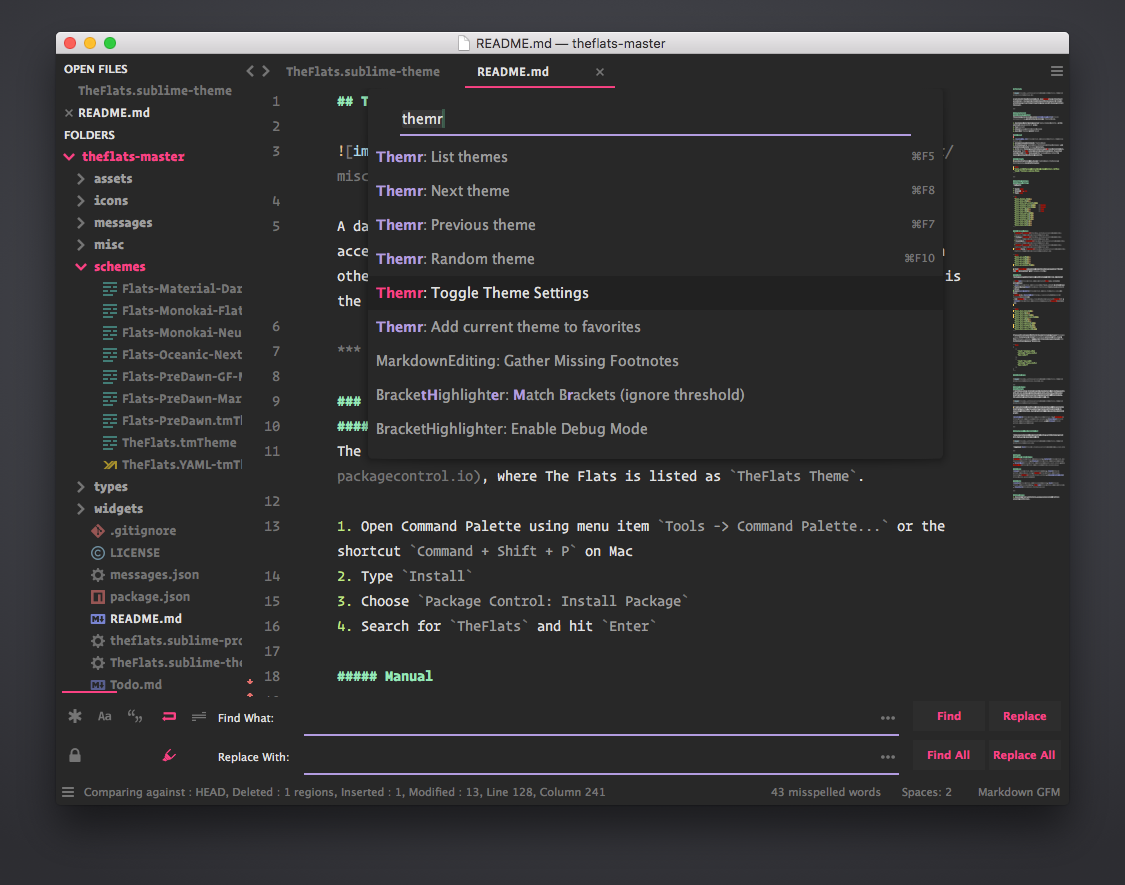 README.md — theflats-master
OPEN FILES
TheFlats.sublime-theme
README.md
FOLDERS
theflats-master
assets
icons
messages
misc
schemes
Flats-Material-Dar
Flats-Monokai-Flat
Flats-Monokai-Neu
Flats-Oceanic-Next
Flats-PreDawn-GF-M
Flats-PreDawn-Mar
Flats-PreDawn.tmT
TheFlats.tmTheme
TheFlats.YAML-tmT
types
widgets
.gitignore
LICENSE
messages.json
package.json
README.md
theflats.sublime-pro
TheFlats.sublime-the
Todo.md
TheFlats.sublime-theme README.md
themr
Themr: List themes ⌘F5
Themr: Next theme ⌘F8
Themr: Previous theme ⌘F7
Themr: Random theme ⌘F10
Themr: Toggle Theme Settings
Themr: Add current theme to favorites
MarkdownEditing: Gather Missing Footnotes
BracketHighlighter: Match Brackets (ignore threshold)
BracketHighlighter: Enable Debug Mode
1 ## T
2
3 ![im /
misc
4
5 A da
acce
othe is
the
6
7 ***
8
9 ###
10 ####
11 The
packagecontrol.io), where The Flats is listed as `TheFlats Theme`.
12
13 1. Open Command Palette using menu item `Tools -> Command Palette...` or the
shortcut `Command + Shift + P` on Mac
14 2. Type `Install`
15 3. Choose `Package Control: Install Package`
16 4. Search for `TheFlats` and hit `Enter`
17
18 ##### Manual
Aa “,, Find What: Find Replace
Replace With: Find All Replace All
Comparing against : HEAD, Deleted : 1 regions, Inserted : 1, Modified : 13, Line 128, Column 241 43 misspelled words Spaces: 2 Markdown GFM